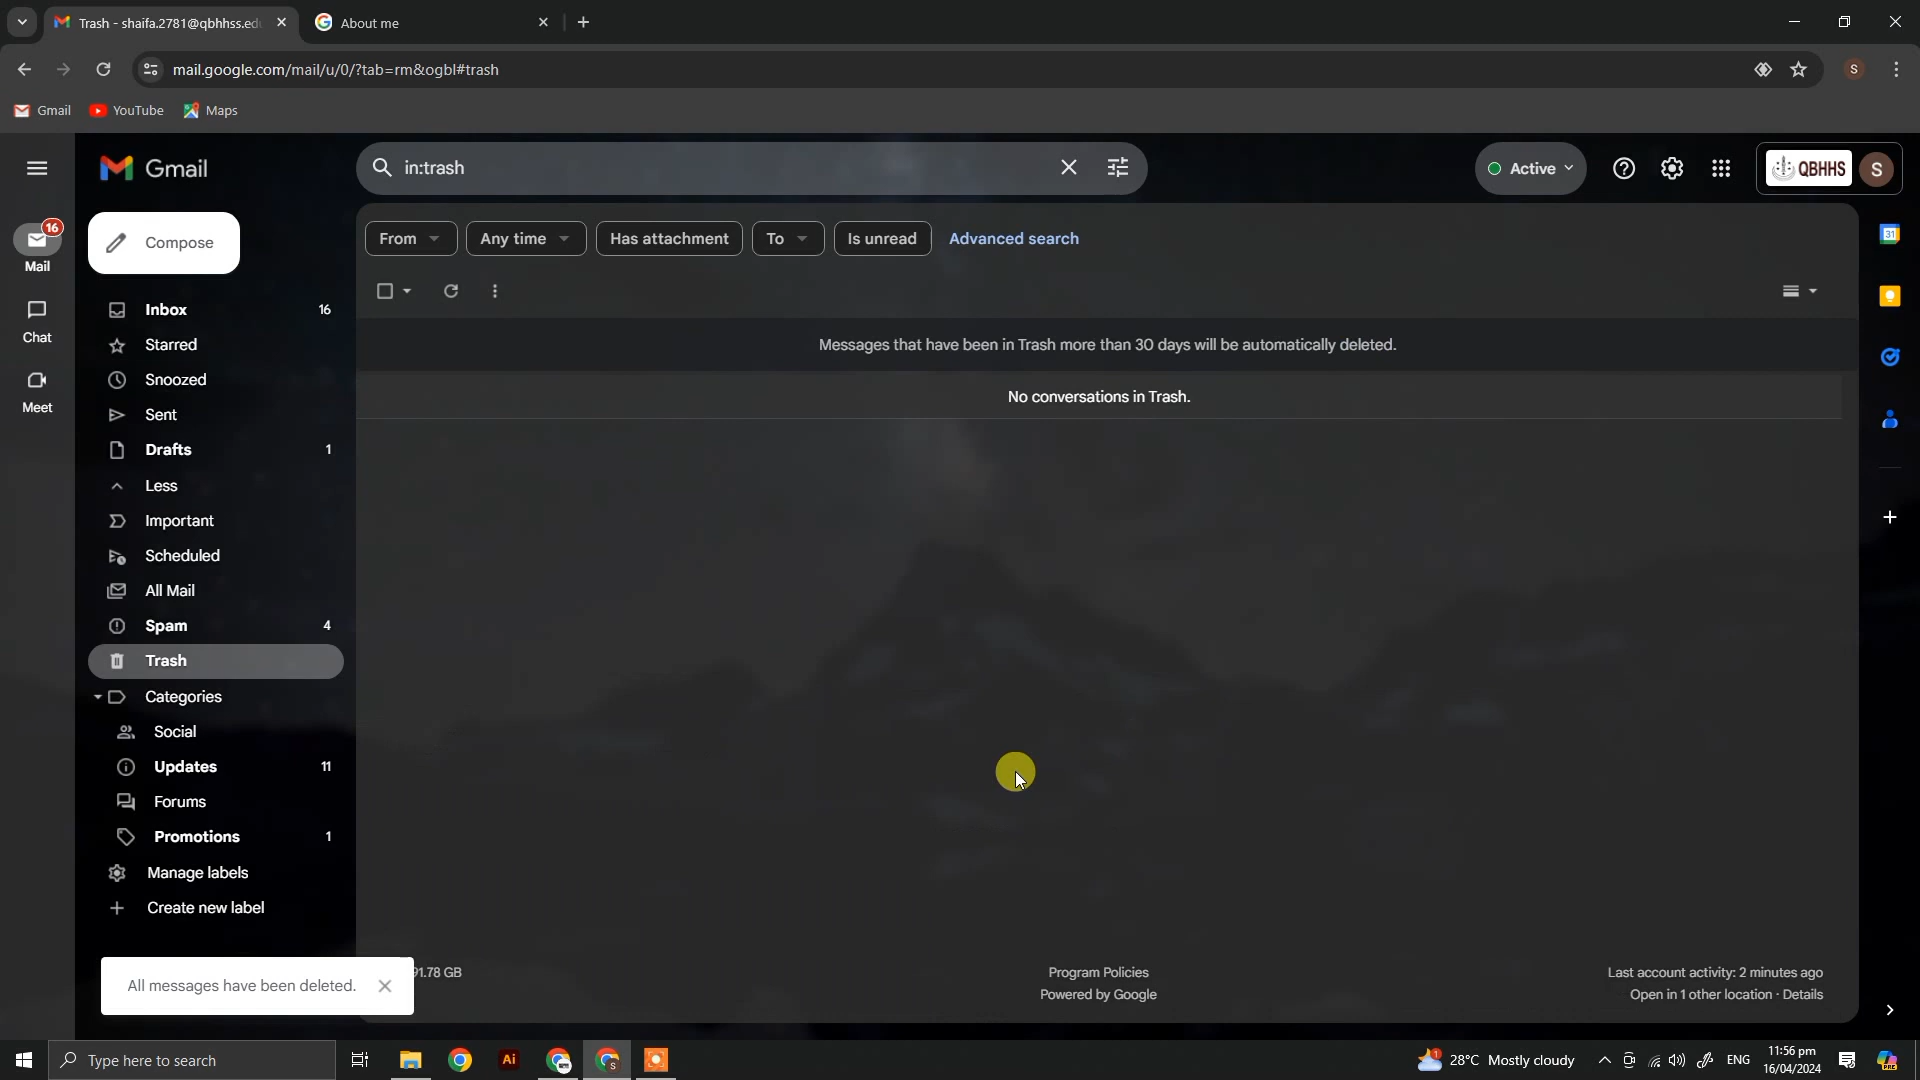 Trash - shaifa.2781@qbhhss.edu
About me
mail.google.com/mail/u/0/?tab=rm&ogbl#trash
S
Gmail
YouTube
Maps
Gmail
in:trash
Active
QBHHS
S
16
Mail
Chat
Meet
Compose
Inbox 16
Starred
Snoozed
Sent
Drafts 1
Less
Important
Scheduled
All Mail
Spam 4
Trash
Categories
Social
Updates 11
Forums
Promotions 1
Manage labels
Create new label
From
Any time
Has attachment
To
Is unread
Advanced search
Messages that have been in Trash more than 30 days will be automatically deleted.
No conversations in Trash.
31
All messages have been deleted.
91.78 GB
Program Policies
Powered by Google
Last account activity: 2 minutes ago
Open in 1 other location · Details
Type here to search
Ai
1
28°C Mostly cloudy
ENG
11:56 pm
16/04/2024
PRE